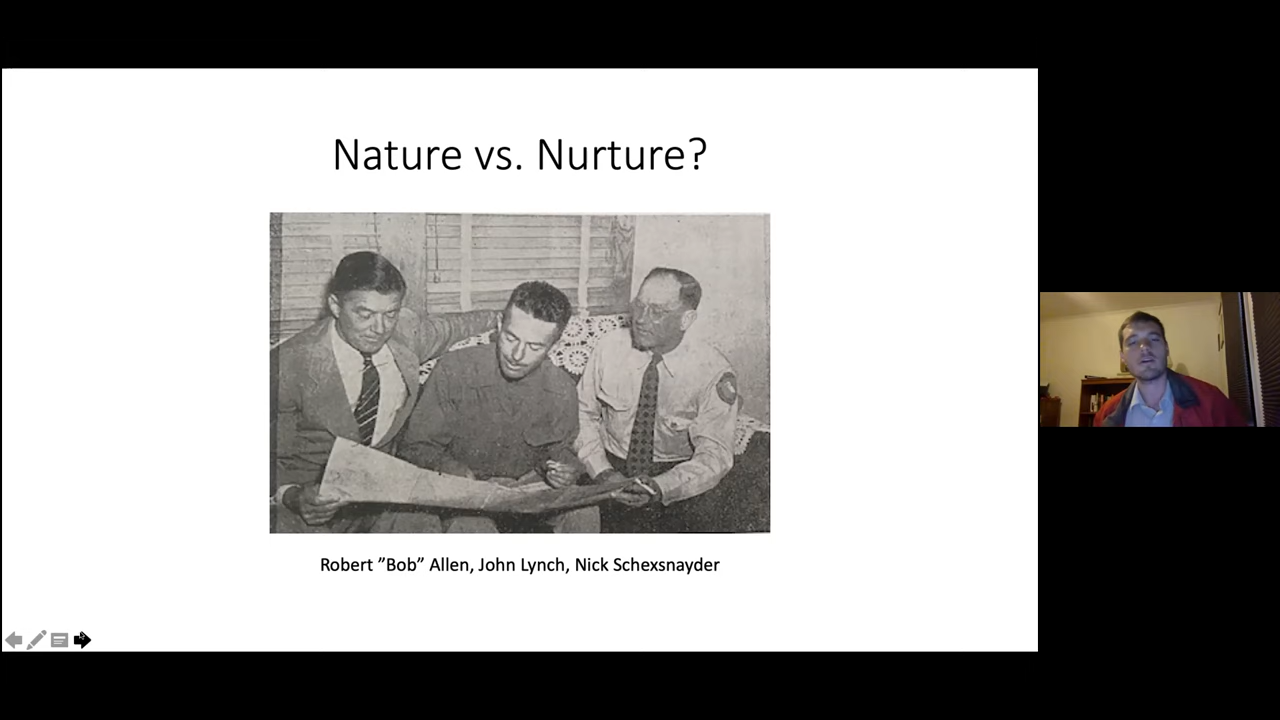 Nature vs. Nurture?
Robert ”Bob” Allen, John Lynch, Nick Schexsnayder